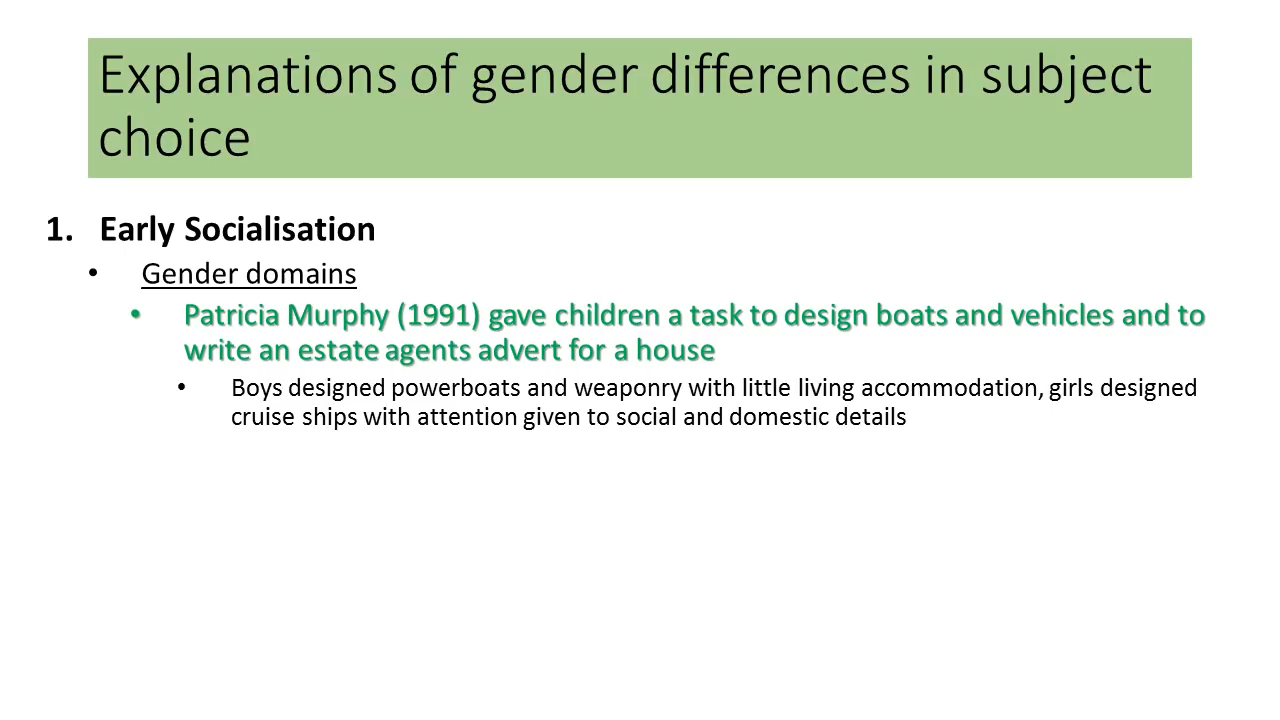 Explanations of gender differences in subject
choice
1. Early Socialisation
• Gender domains
• Patricia Murphy (1991) gave children a task to design boats and vehicles and to
write an estate agents advert for a house
• Boys designed powerboats and weaponry with little living accommodation, girls designed
cruise ships with attention given to social and domestic details